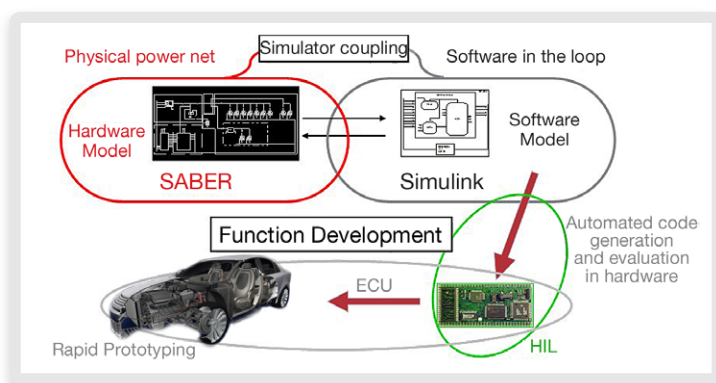 Simulator coupling
Physical power net
Software in the loop
Hardware
Model
Software
Model
SABER
Simulink
Function Development
Automated code
generation
and evaluation
in hardware
ECU
Rapid Prototyping
HIL